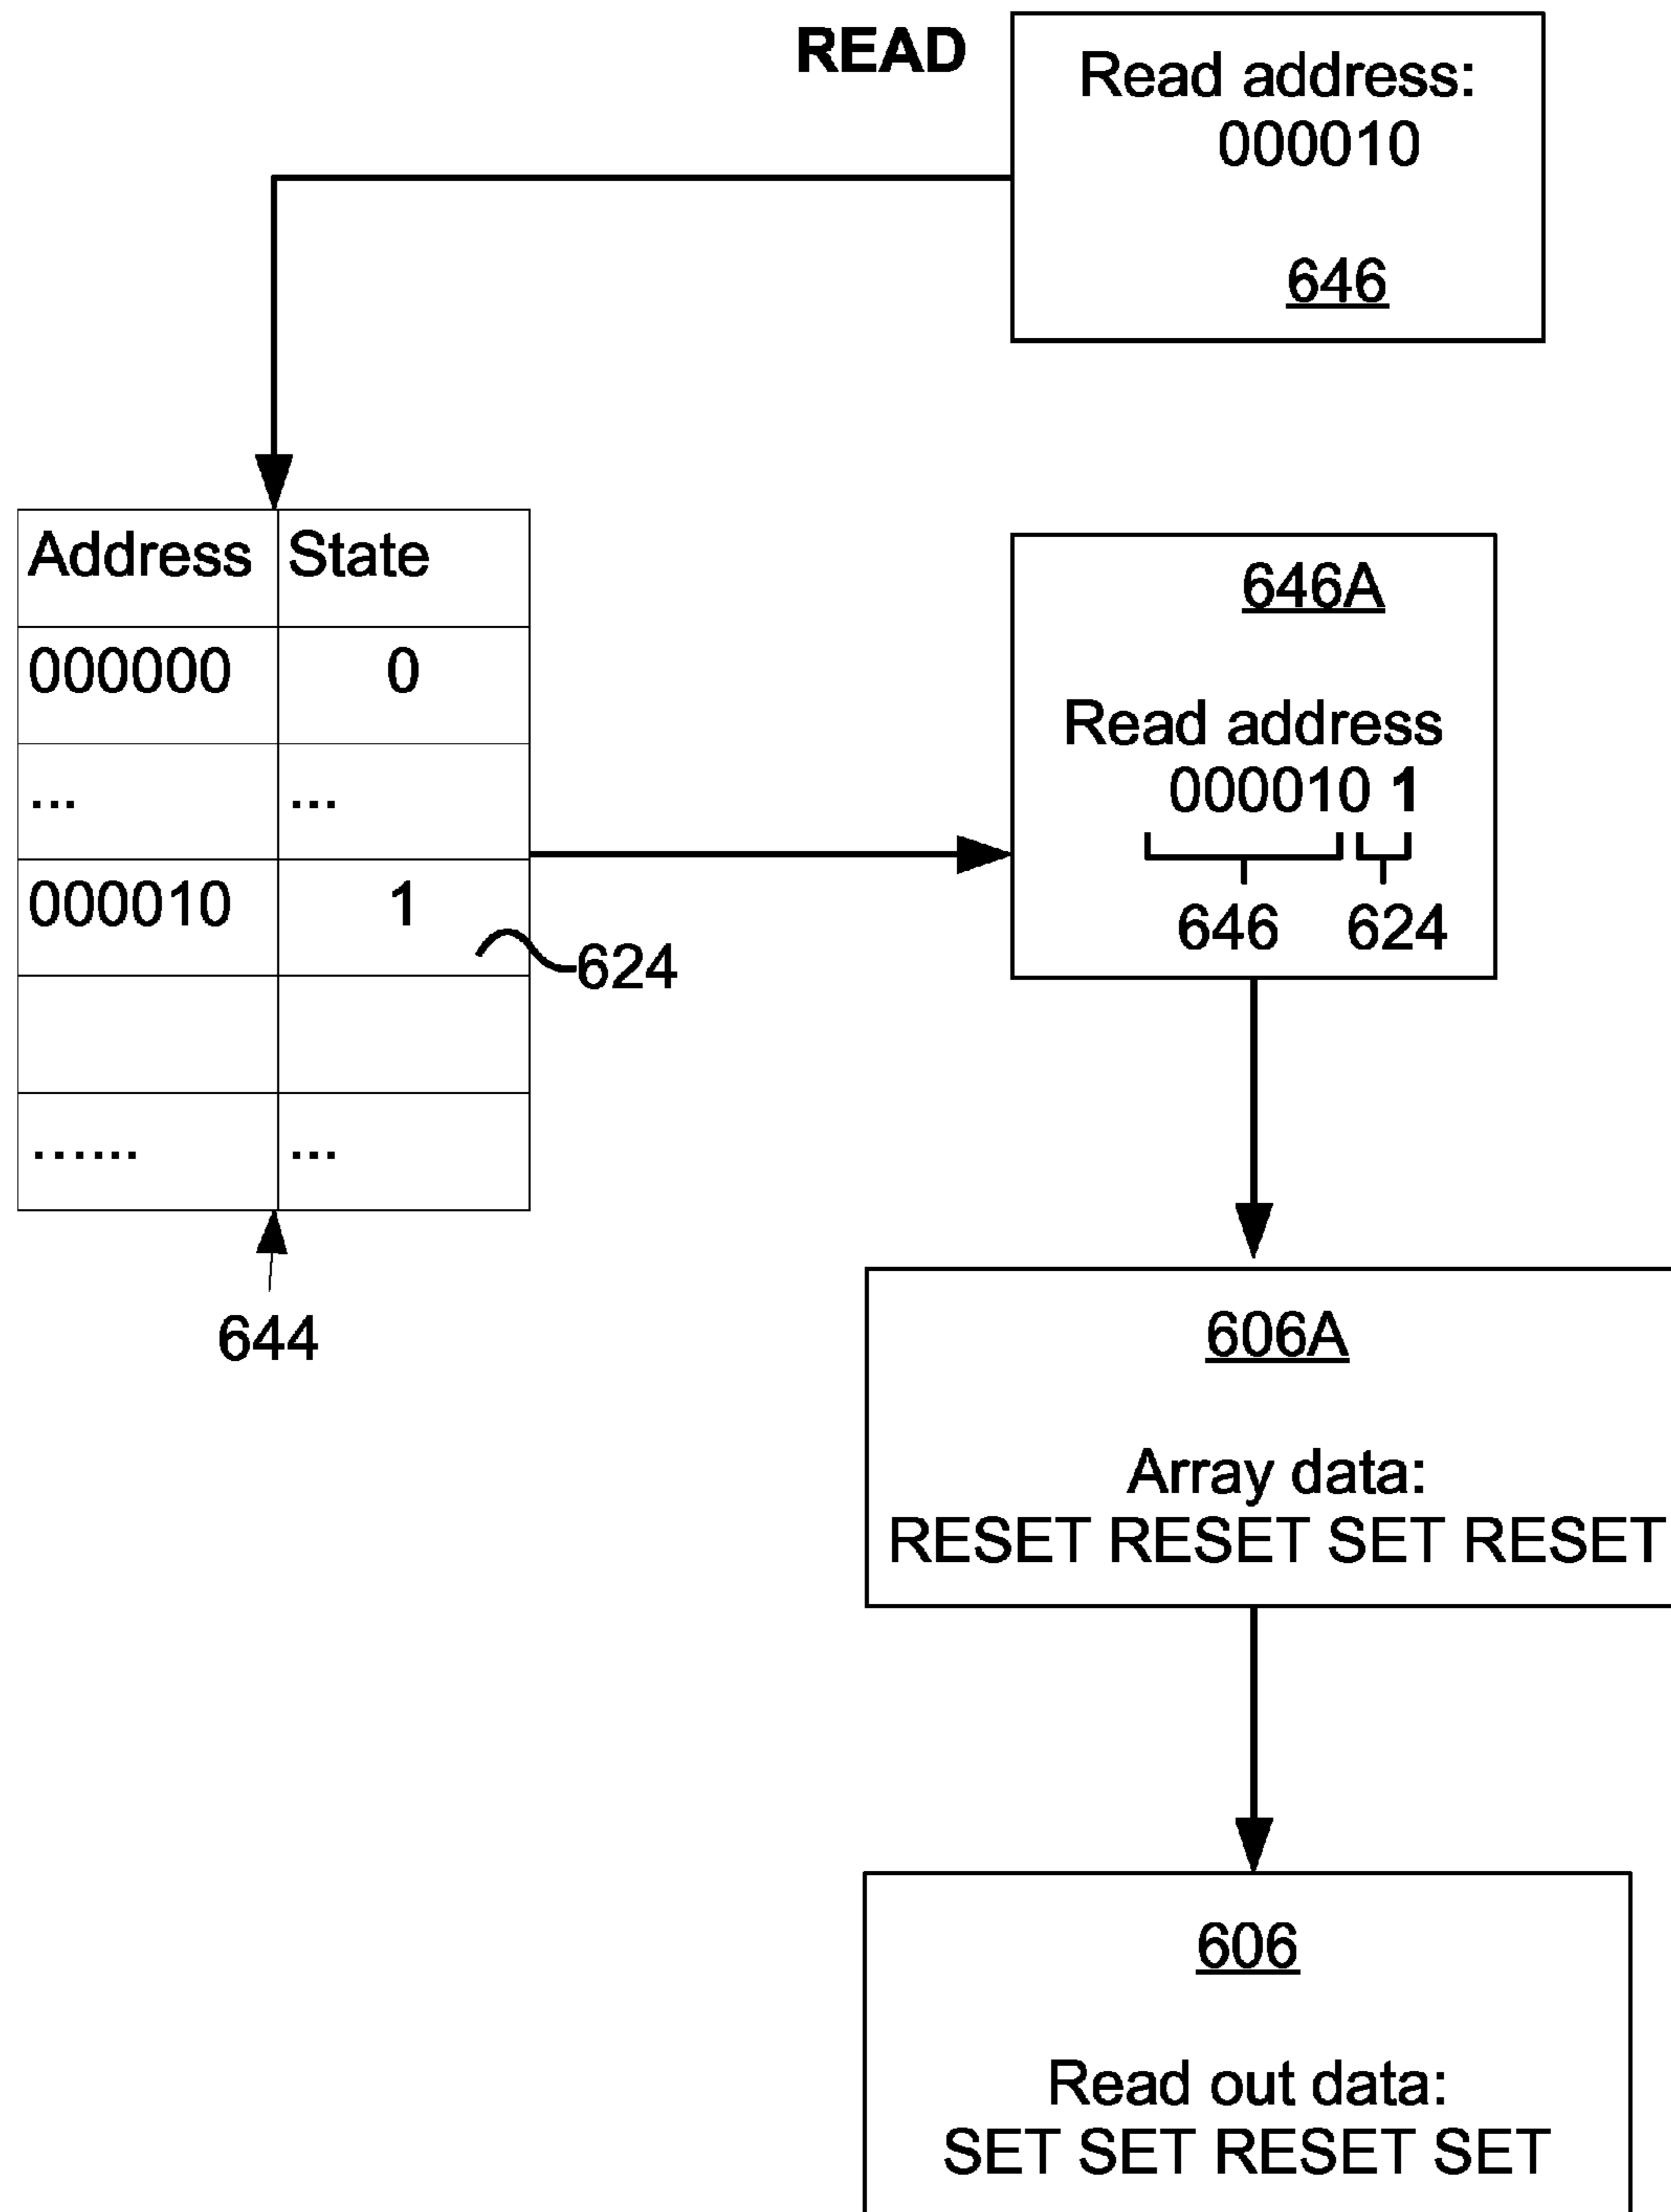 READ
Read address:
000010
646
Address State
000000 0
... ...
000010 1
624
...... ...
644
646A
Read address
000010 1
646 624
606A
Array data:
RESET RESET SET RESET
606
Read out data:
SET SET RESET SET